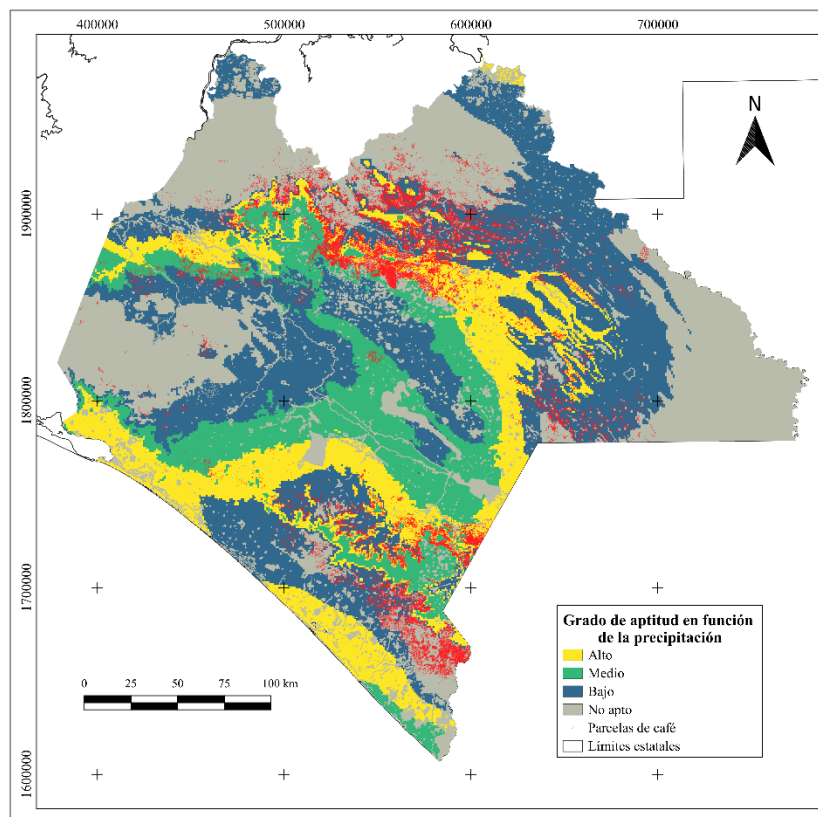 400000 500000 600000 700000
N
1900000
1800000
1700000
1600000
Grado de aptitud en función
de la precipitación
Alto
Medio
Bajo
No apto
Parcelas de café
Límites estatales
0 25 50 75 100 km